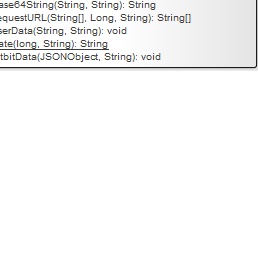 ase64String(String, String): String
equestURL(String[], Long, String): String[]
serData(String, String): void
ate(long, String): String
tbitData(JSONObject, String): void